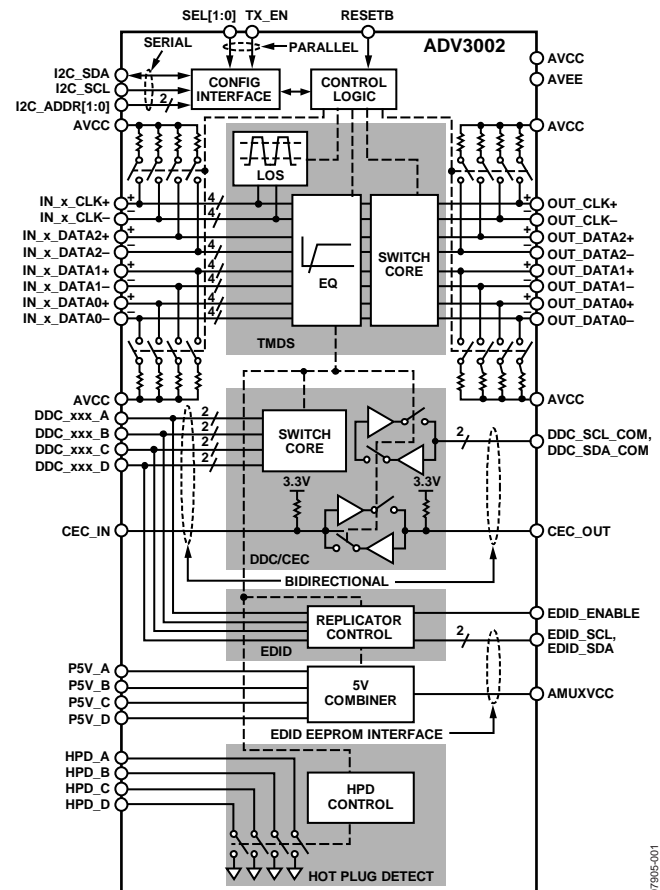 SEL[1:0] TX_EN RESETB
SERIAL
PARALLEL
ADV3002
AVCC
AVEE
I2C_SDA
I2C_SCL
I2C_ADDR[1:0]
2
CONFIG
INTERFACE
CONTROL
LOGIC
AVCC
AVCC
LOS
IN_x_CLK+
+
4
+
OUT_CLK+
IN_x_CLK–
–
4
–
OUT_CLK–
IN_x_DATA2+
+
4
+
OUT_DATA2+
IN_x_DATA2–
–
4
–
OUT_DATA2–
IN_x_DATA1+
+
4
+
OUT_DATA1+
IN_x_DATA1–
–
4
–
OUT_DATA1–
IN_x_DATA0+
+
4
+
OUT_DATA0+
IN_x_DATA0–
–
4
–
OUT_DATA0–
EQ
SWITCH
CORE
TMDS
AVCC
AVCC
DDC_xxx_A
2
DDC_xxx_B
2
DDC_xxx_C
2
DDC_xxx_D
2
SWITCH
CORE
2
DDC_SCL_COM,
DDC_SDA_COM
3.3V
3.3V
CEC_IN
CEC_OUT
DDC/CEC
BIDIRECTIONAL
REPLICATOR
CONTROL
EDID
EDID_ENABLE
2
EDID_SCL,
EDID_SDA
P5V_A
P5V_B
P5V_C
P5V_D
5V
COMBINER
AMUXVCC
EDID EEPROM INTERFACE
HPD_A
HPD_B
HPD_C
HPD_D
HPD
CONTROL
HOT PLUG DETECT
7905-001